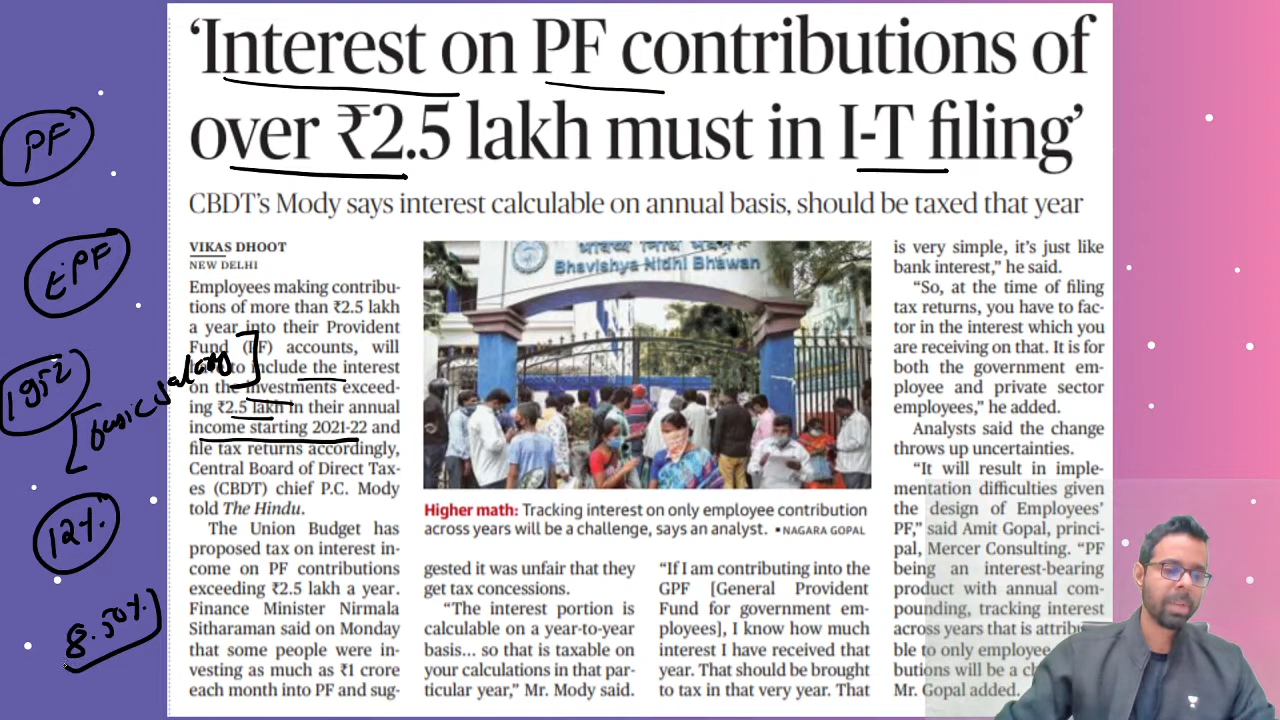 ‘Interest on PF contributions of
over ₹2.5 lakh must in I-T filing’
CBDT’s Mody says interest calculable on annual basis, should be taxed that year
VIKAS DHOOT
NEW DELHI
Employees making contribu-
tions of more than ₹2.5 lakh
a year into their Provident
Fund (PF) accounts, will
to include the interest
on the investments exceed-
ing ₹2.5 lakh in their annual
income starting 2021-22 and
file tax returns accordingly,
Central Board of Direct Tax-
es (CBDT) chief P.C. Mody
told The Hindu.
The Union Budget has
proposed tax on interest in-
come on PF contributions
exceeding ₹2.5 lakh a year.
Finance Minister Nirmala
Sitharaman said on Monday
that some people were in-
vesting as much as ₹1 crore
each month into PF and sug-
Bhavishya Nidhi Bhawan
Higher math: Tracking interest on only employee contribution
across years will be a challenge, says an analyst. ▪NAGARA GOPAL
gested it was unfair that they
get tax concessions.
“The interest portion is
calculable on a year-to-year
basis... so that is taxable on
your calculations in that par-
ticular year,” Mr. Mody said.
“If I am contributing into the
GPF [General Provident
Fund for government em-
ployees], I know how much
interest I have received that
year. That should be brought
to tax in that very year. That
is very simple, it’s just like
bank interest,” he said.
“So, at the time of filing
tax returns, you have to fac-
tor in the interest which you
are receiving on that. It is for
both the government em-
ployee and private sector
employees,” he added.
Analysts said the change
throws up uncertainties.
“It will result in imple-
mentation difficulties given
the design of Employees’
PF,” said Amit Gopal, princi-
pal, Mercer Consulting. “PF
being an interest-bearing
product with annual com-
pounding, tracking interest
across years that is
to only employee
Mr. Gopal added.
PF
EPF
1952
basic salary
12%
8.50%